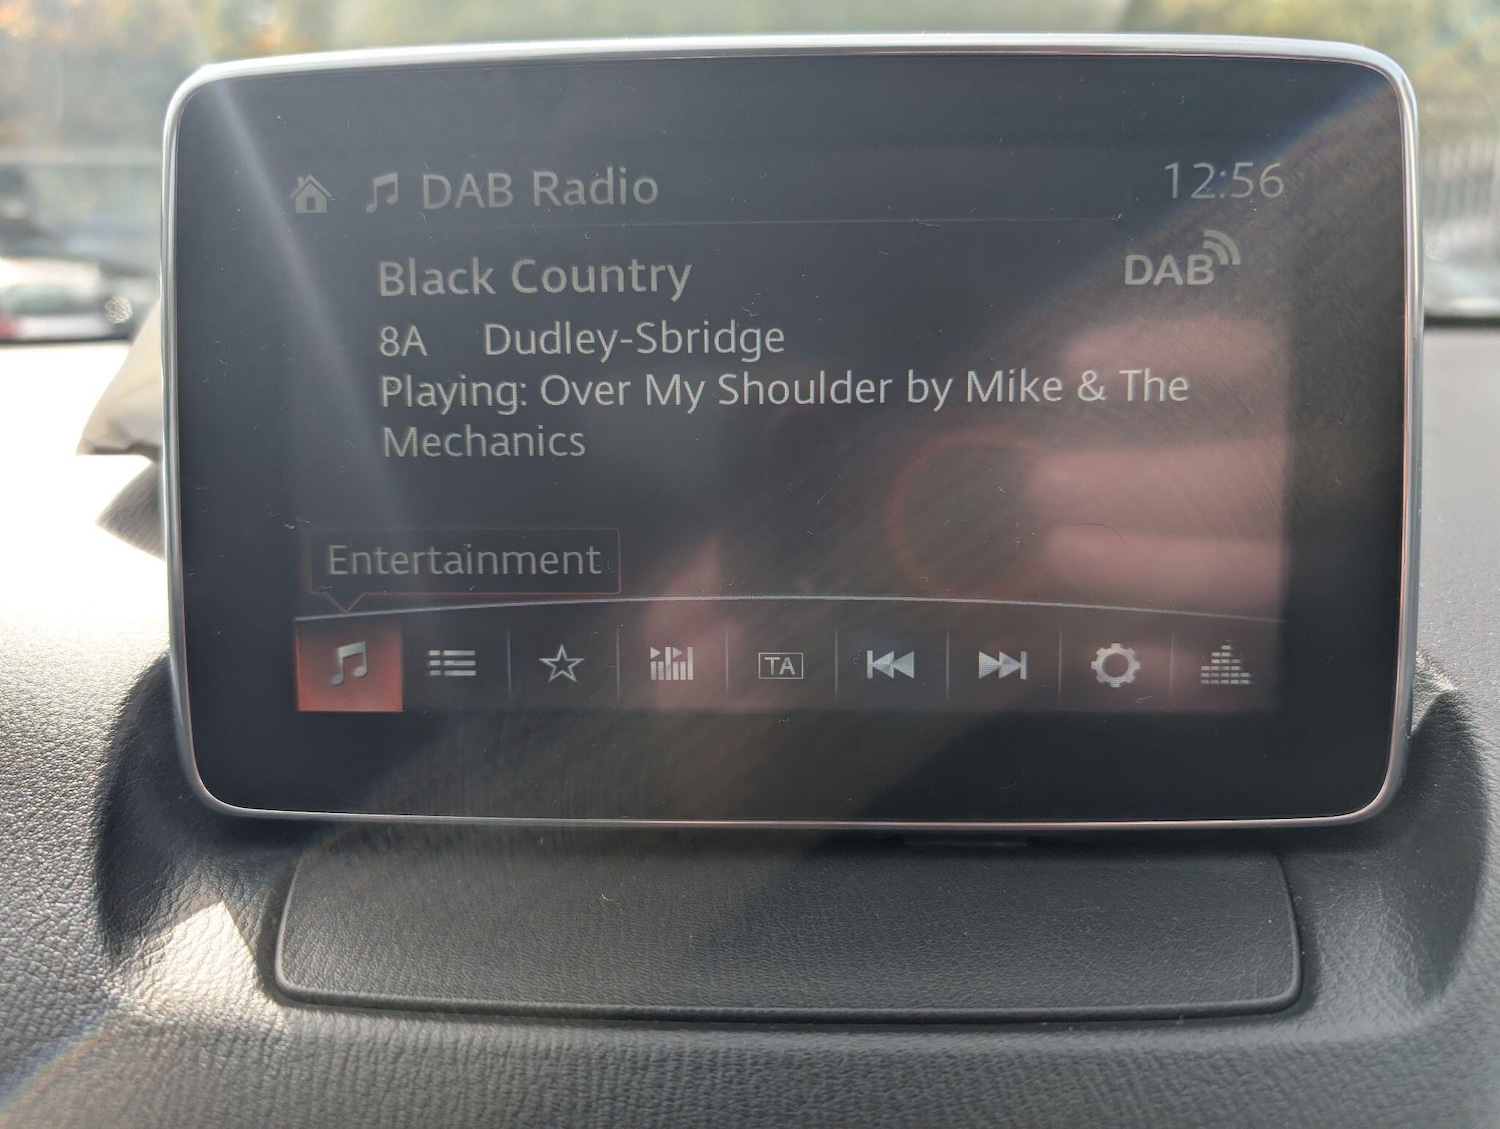 DAB Radio 12:56
Black Country DAB
8A Dudley-Sbridge
Playing: Over My Shoulder by Mike & The
Mechanics
Entertainment
TA